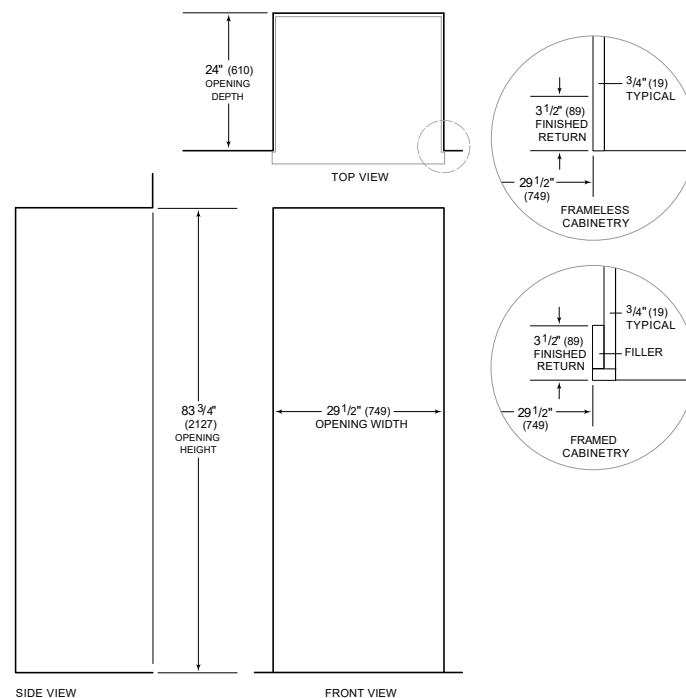 24" (610)
OPENING
DEPTH
TOP VIEW
3/4" (19)
TYPICAL
3 1/2" (89)
FINISHED
RETURN
29 1/2"
(749)
FRAMELESS
CABINETRY
3/4" (19)
TYPICAL
3 1/2" (89)
FINISHED
RETURN
FILLER
29 1/2"
(749)
FRAMED
CABINETRY
83 3/4"
(2127)
OPENING
HEIGHT
29 1/2" (749)
OPENING WIDTH
SIDE VIEW
FRONT VIEW